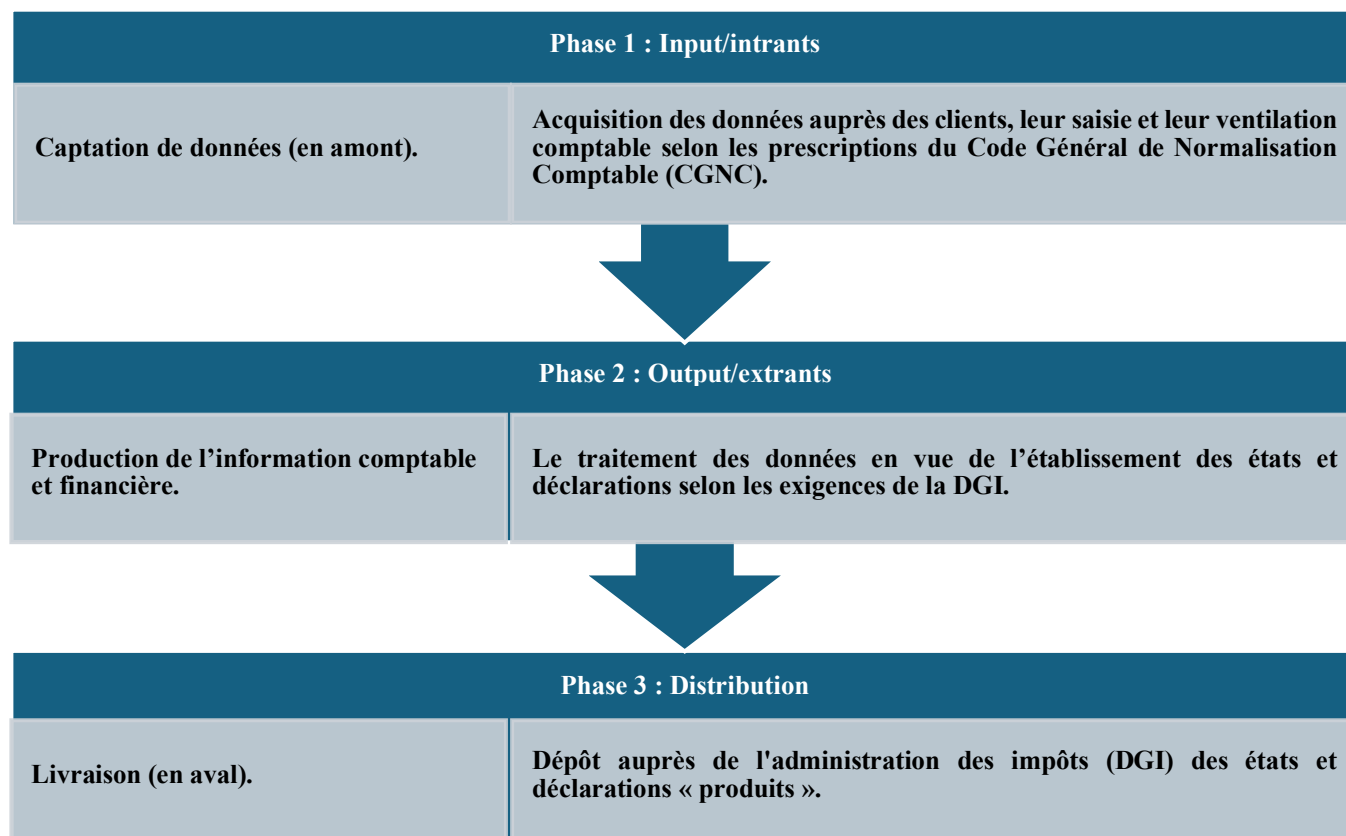 Phase 1 : Input/intrants
Captation de données (en amont).
Acquisition des données auprès des clients, leur saisie et leur ventilation
comptable selon les prescriptions du Code Général de Normalisation
Comptable (CGNC).
Phase 2 : Output/extrants
Production de l’information comptable
et financière.
Le traitement des données en vue de l’établissement des états et
déclarations selon les exigences de la DGI.
Phase 3 : Distribution
Livraison (en aval).
Dépôt auprès de l'administration des impôts (DGI) des états et
déclarations « produits ».